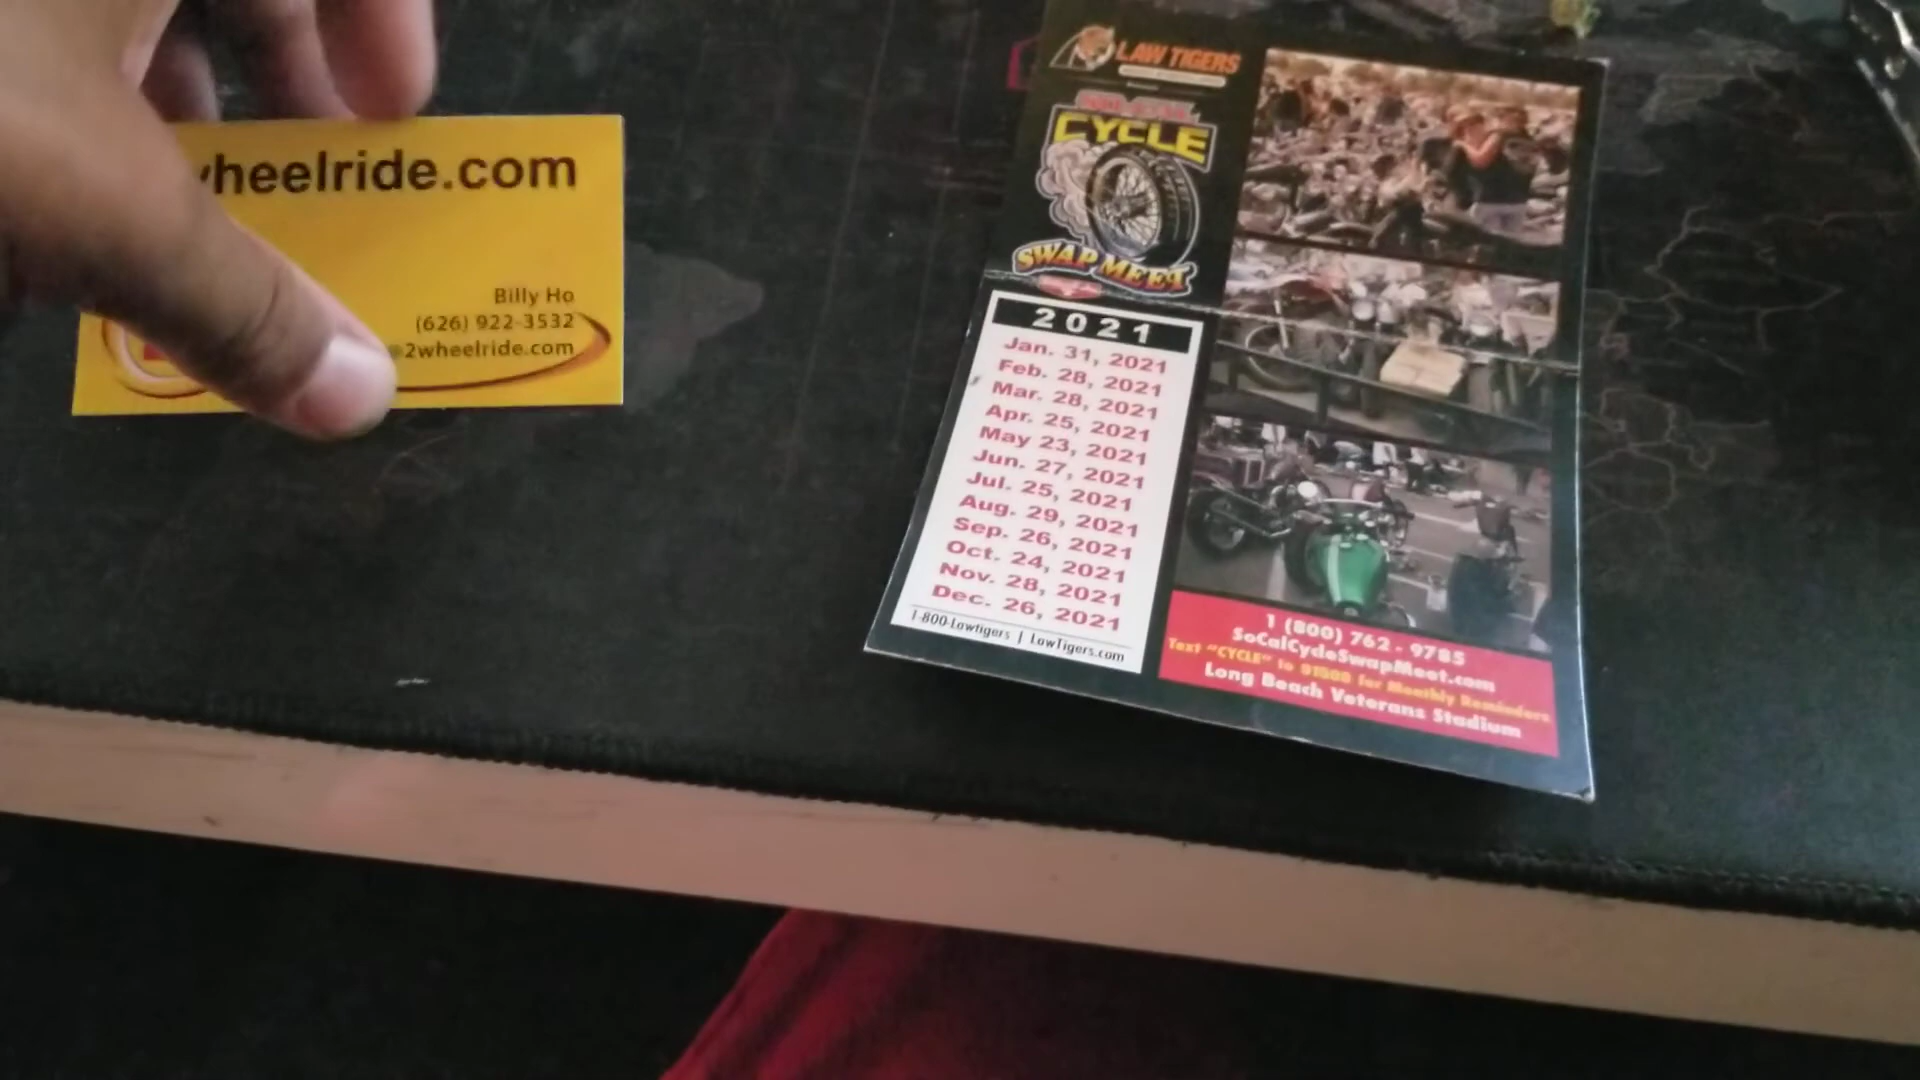 wheelride.com
Billy Ho
(626) 922-3532
@2wheelride.com
LAW TIGERS
CYCLE
SWAP MEET
2021
Jan. 31, 2021
Feb. 28, 2021
Mar. 28, 2021
Apr. 25, 2021
May 23, 2021
Jun. 27, 2021
Jul. 25, 2021
Aug. 29, 2021
Sep. 26, 2021
Oct. 24, 2021
Nov. 28, 2021
Dec. 26, 2021
1-800-Lawtigers | LawTigers.com
1 (800) 762 - 9785
SoCalCycleSwapMeet.com
Text "CYCLE" to for Monthly Reminders
Long Beach Veterans Stadium